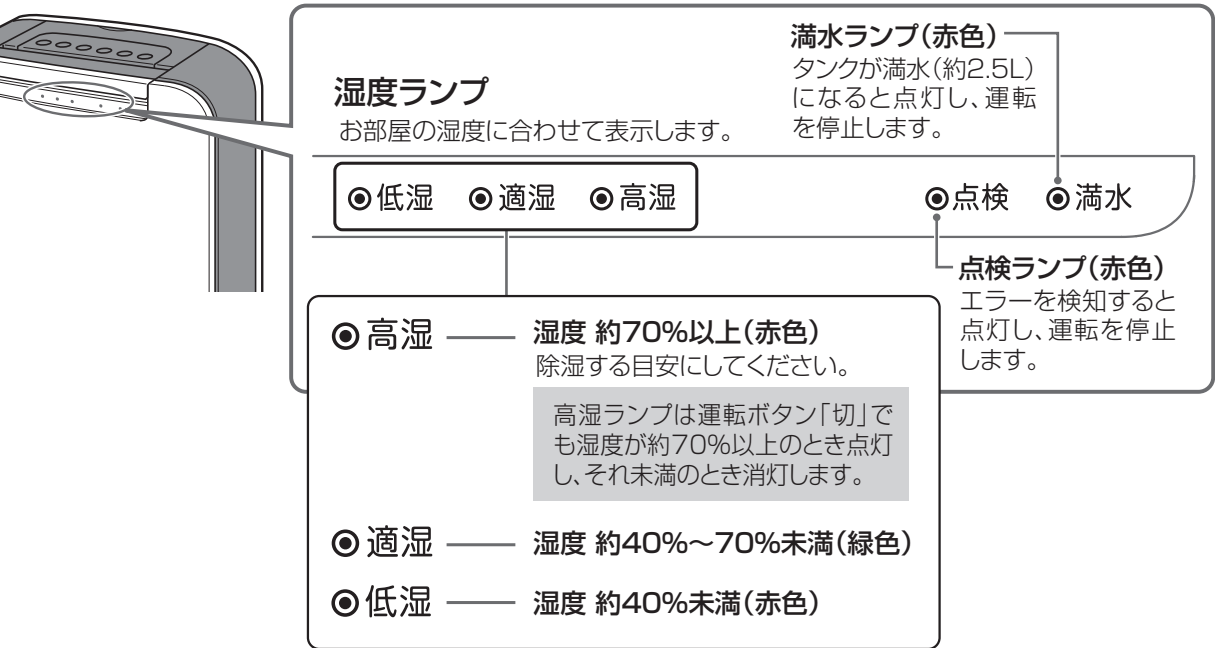 満水ランプ（赤色）
タンクが満水（約2.5L）
になると点灯し、運転
を停止します。
湿度ランプ
お部屋の湿度に合わせて表示します。
低湿 適湿 高湿 点検 満水
点検ランプ（赤色）
エラーを検知すると
点灯し、運転を停止
します。
高湿 湿度 約70%以上（赤色）
除湿する目安にしてください。
高湿ランプは運転ボタン「切」で
も湿度が約70%以上のとき点灯
し、それ未満のとき消灯します。
適湿 湿度 約40%～70%未満（緑色）
低湿 湿度 約40%未満（赤色）